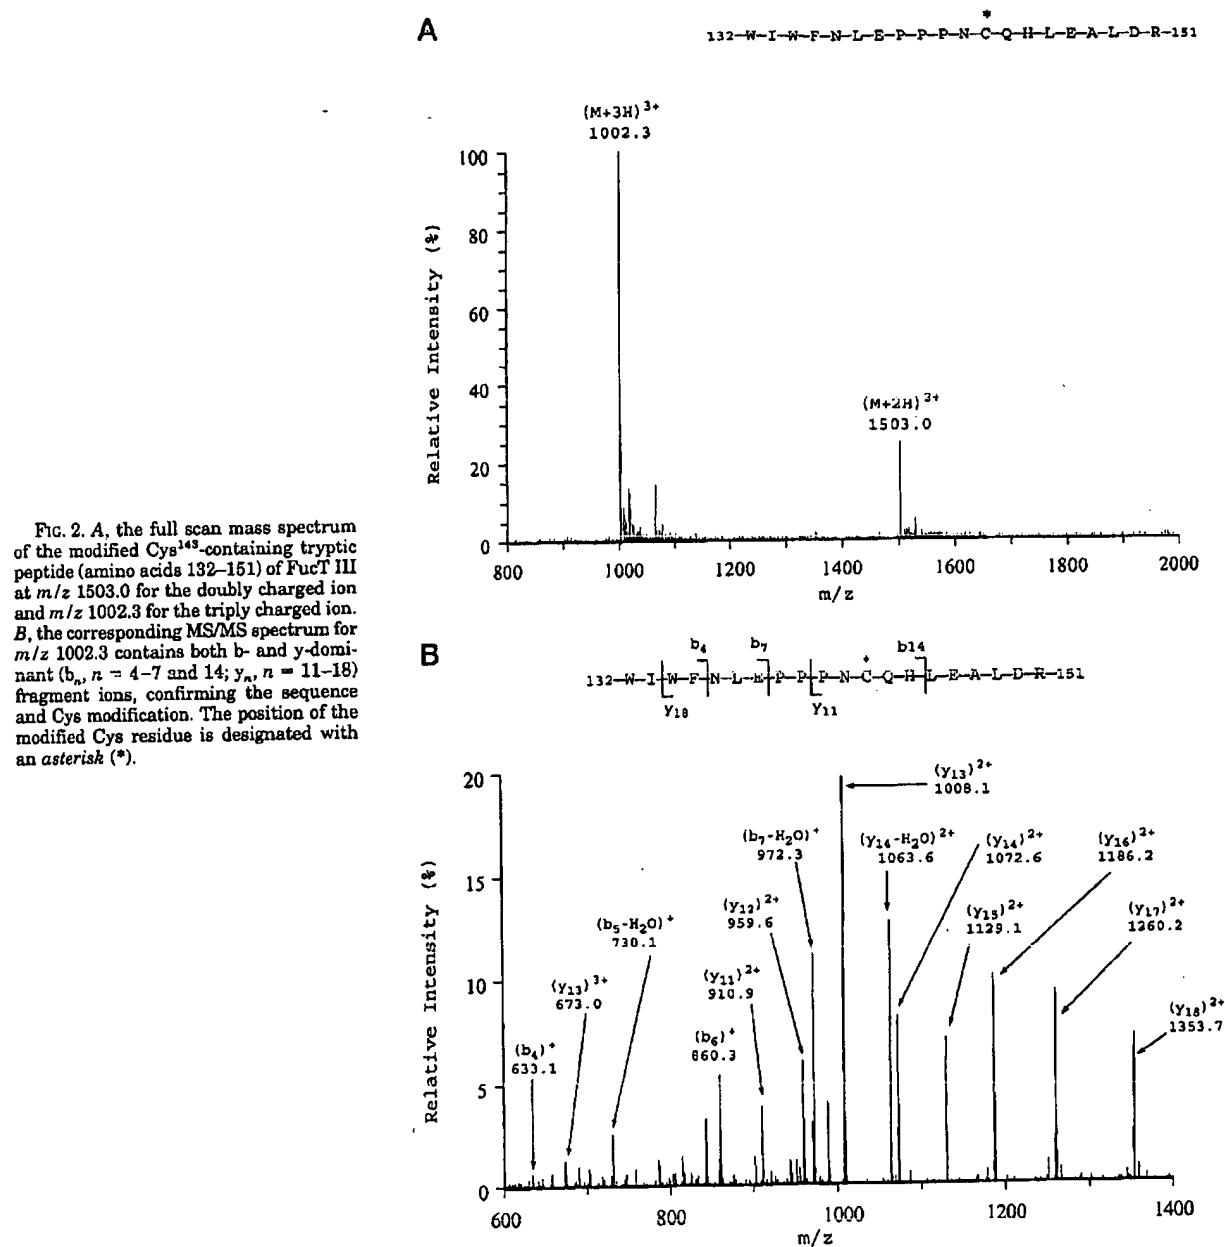 A
*
132-W-I-W-F-N-L-E-P-P-P-N-C-Q-H-L-E-A-L-D-R-151
(M+3H)3+
1002.3
(M+2H)2+
1503.0
Relative Intensity (%)
100
80
60
40
20
0
800
1000
1200
1400
1600
1800
2000
m/z
FIG. 2. A, the full scan mass spectrum
of the modified Cys143-containing tryptic
peptide (amino acids 132–151) of FucT III
at m/z 1503.0 for the doubly charged ion
and m/z 1002.3 for the triply charged ion.
B, the corresponding MS/MS spectrum for
m/z 1002.3 contains both b- and y-domi-
nant (bn, n = 4–7 and 14; yn, n = 11–18)
fragment ions, confirming the sequence
and Cys modification. The position of the
modified Cys residue is designated with
an asterisk (*).
B
b4 b7 * b14
132-W-I-W-F-N-L-E-P-P-P-N-C-Q-H-L-E-A-L-D-R-151
y18 y11
Relative Intensity (%)
20
15
10
5
0
(y13)2+
1008.1
(b7-H2O)+
972.3
(y14-H2O)2+
1063.6
(y14)2+
1072.6
(y16)2+
1186.2
(y12)2+
959.6
(y15)2+
1129.1
(y17)2+
1260.2
(b5-H2O)+
730.1
(y11)2+
910.9
(y13)3+
673.0
(y18)2+
1353.7
(b6)+
860.3
(b4)+
633.1
600
800
1000
1200
1400
m/z